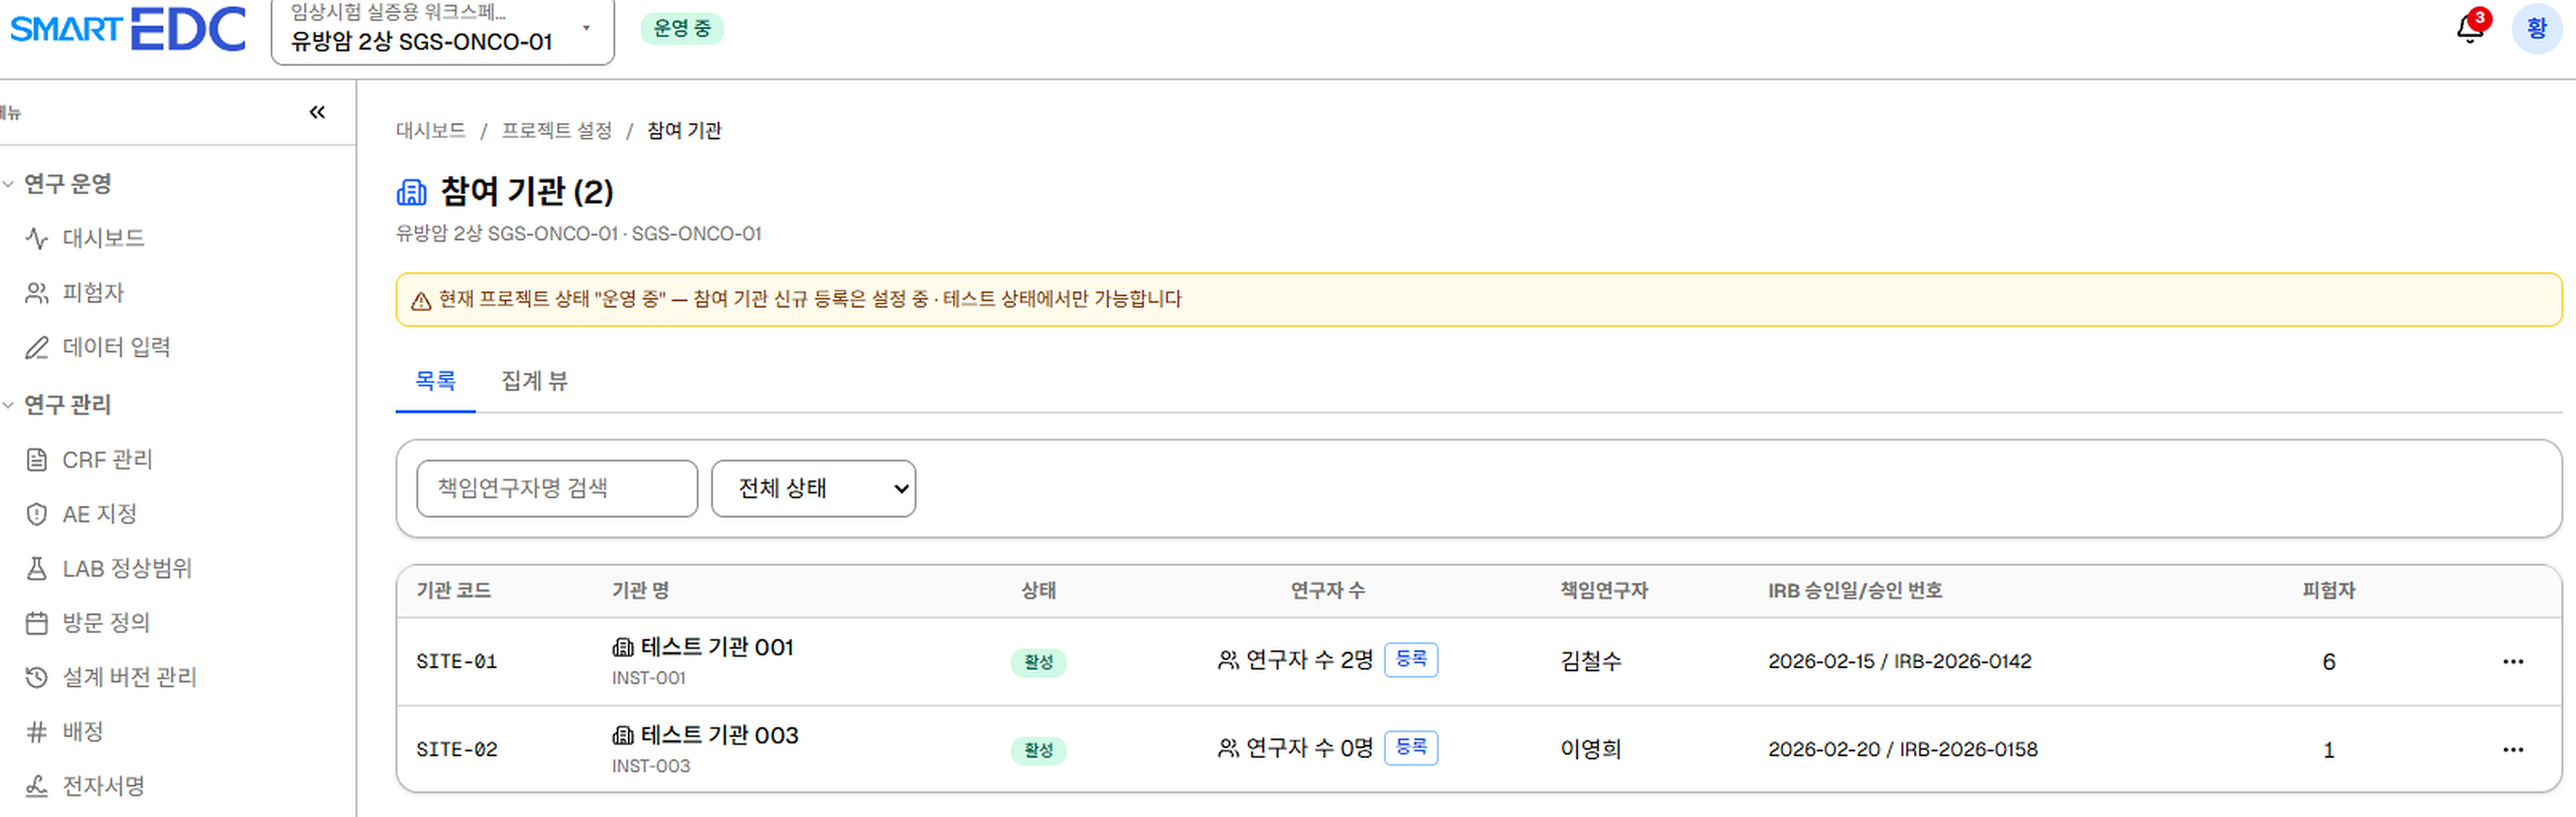 SMART EDC
임상시험 실증용 워크스페...
유방암 2상 SGS-ONCO-01
운영 중
3
황
메뉴
대시보드 / 프로젝트 설정 / 참여 기관
연구 운영
대시보드
피험자
데이터 입력
연구 관리
CRF 관리
AE 지정
LAB 정상범위
방문 정의
설계 버전 관리
배정
전자서명
참여 기관 (2)
유방암 2상 SGS-ONCO-01 · SGS-ONCO-01
현재 프로젝트 상태 "운영 중" — 참여 기관 신규 등록은 설정 중 · 테스트 상태에서만 가능합니다
목록 집계 뷰
책임연구자명 검색 전체 상태
기관 코드 기관 명 상태 연구자 수 책임연구자 IRB 승인일/승인 번호 피험자
SITE-01 테스트 기관 001 활성 연구자 수 2명 등록 김철수 2026-02-15 / IRB-2026-0142 6
INST-001
SITE-02 테스트 기관 003 활성 연구자 수 0명 등록 이영희 2026-02-20 / IRB-2026-0158 1
INST-003